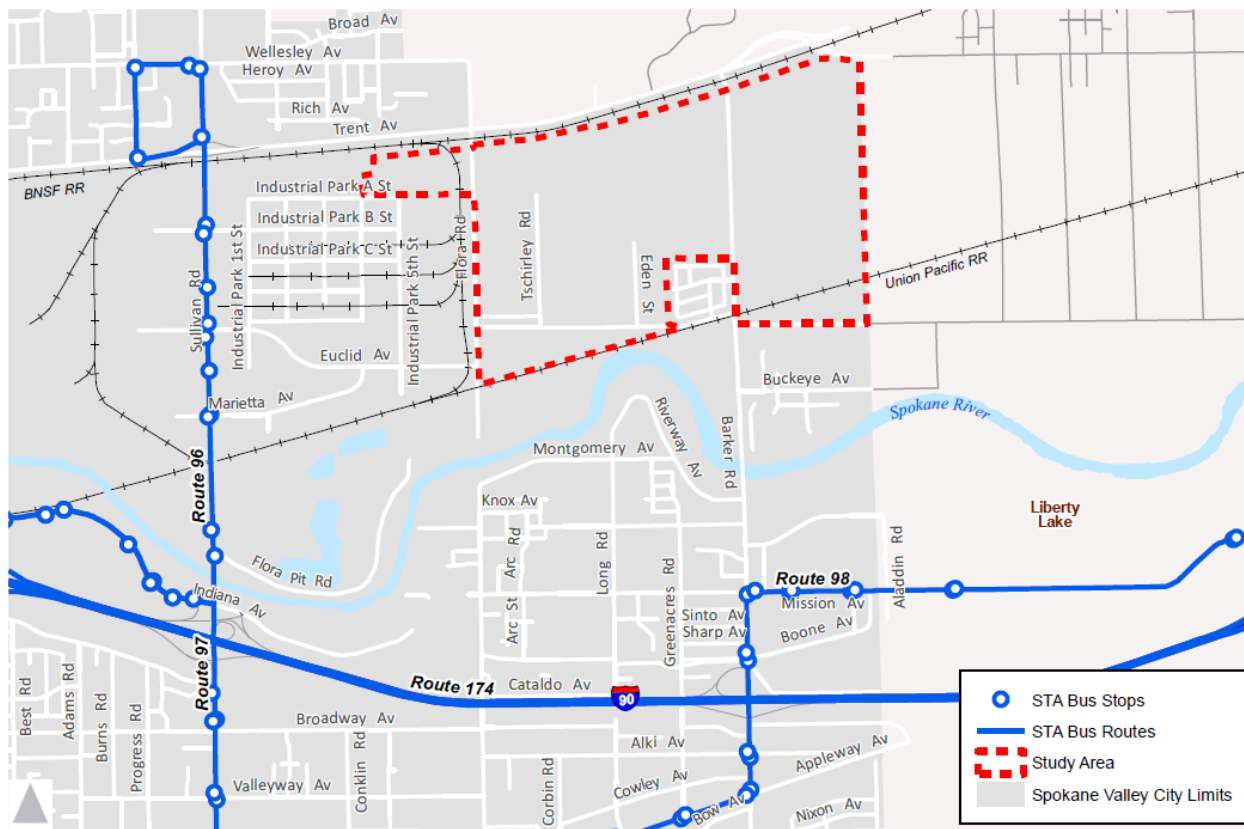 Broad Av
Wellesley Av
Heroy Av
Rich Av
Trent Av
BNSF RR
Industrial Park A St
Industrial Park B St
Industrial Park C St
Industrial Park 1st St
Industrial Park 5th St
Flora Rd
Tschirley Rd
Eden St
Union Pacific RR
Sullivan Rd
Euclid Av
Marietta Av
Buckeye Av
Spokane River
Riverway Av
Barker Rd
Montgomery Av
Route 96
Knox Av
Liberty
Lake
Flora Pit Rd
Arc Rd
Arc St
Long Rd
Greenacres Rd
Aladdin Rd
Route 98
Mission Av
Indiana Av
Sinto Av
Sharp Av
Boone Av
Route 97
Route 174
Cataldo Av
90
Best Rd
Adams Rd
Burns Rd
Progress Rd
Broadway Av
Conklin Rd
Corbin Rd
Alki Av
Appleway Av
Valleyway Av
Cowley Av
Bow Av
Nixon Av
STA Bus Stops
STA Bus Routes
Study Area
Spokane Valley City Limits